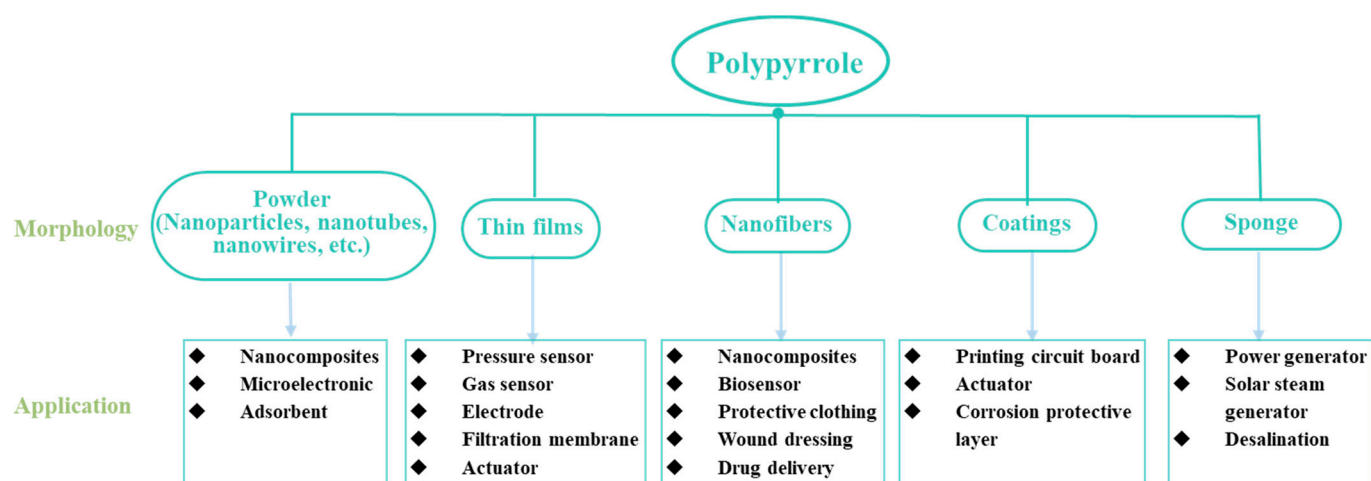 Polypyrrole
Morphology
Powder
(Nanoparticles, nanotubes,
nanowires, etc.)
Thin films
Nanofibers
Coatings
Sponge
Application
◆ Nanocomposites
◆ Microelectronic
◆ Adsorbent
◆ Pressure sensor
◆ Gas sensor
◆ Electrode
◆ Filtration membrane
◆ Actuator
◆ Nanocomposites
◆ Biosensor
◆ Protective clothing
◆ Wound dressing
◆ Drug delivery
◆ Printing circuit board
◆ Actuator
◆ Corrosion protective
layer
◆ Power generator
◆ Solar steam
generator
◆ Desalination